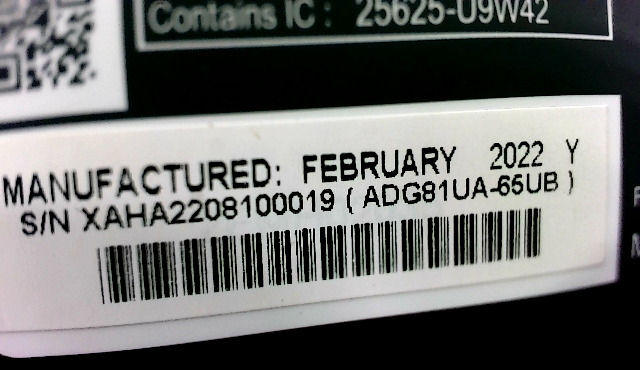 Contains IC : 25625-U9W42
MANUFACTURED: FEBRUARY 2022 Y
S/N XAHA2208100019 ( ADG81UA-65UB )